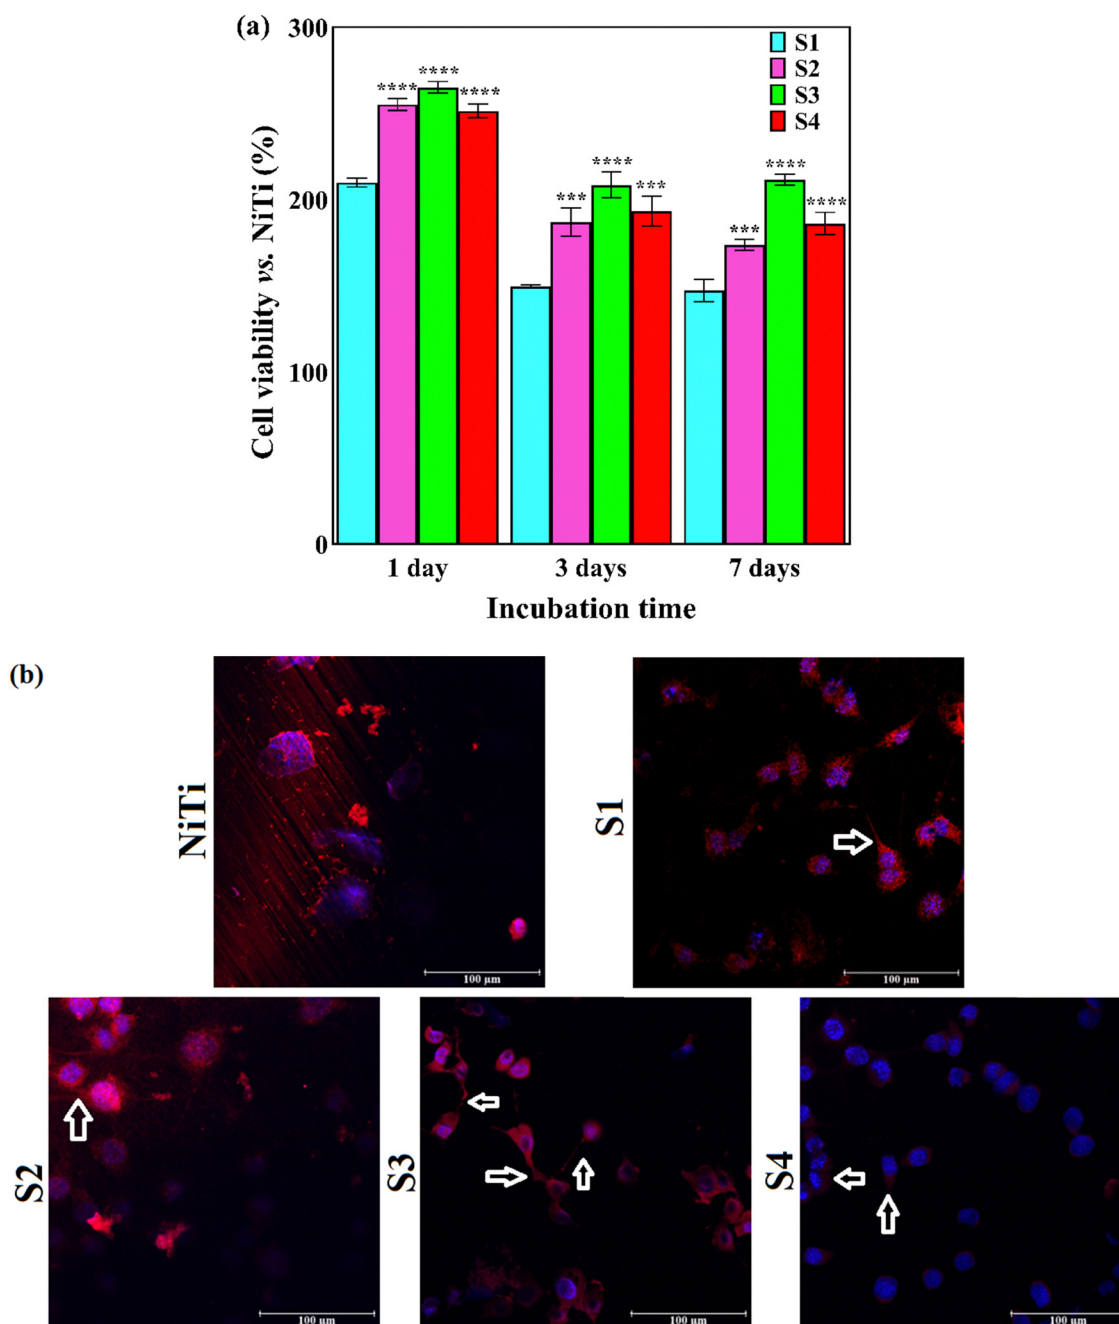 (a)
300
200
100
0
Cell viability vs. NiTi (%)
S1
S2
S3
S4
**** **** ****
*** **** ***
*** **** ****
1 day 3 days 7 days
Incubation time
(b)
NiTi
100 µm
S1
100 µm
S2
100 µm
S3
100 µm
S4
100 µm